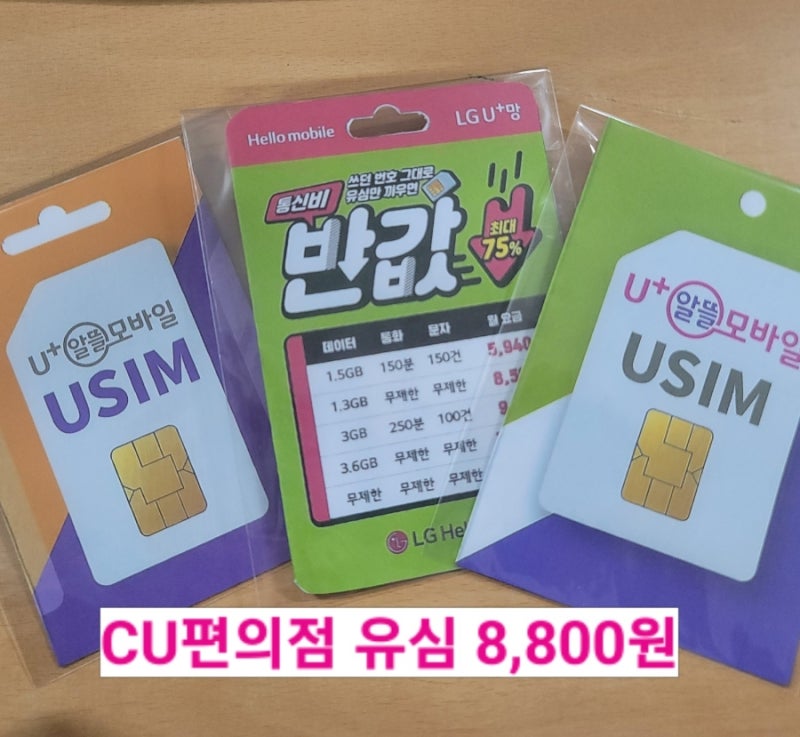 U+알뜰모바일
USIM
Hello mobile
LG U+망
쓰던 번호 그대로
유심만 끼우면
통신비
반값
최대
75%
데이터 통화 문자 월 요금
1.5GB 150분 150건 5,940
1.3GB 무제한 무제한
3GB 250분 100건
3.6GB 무제한 무제한
무제한 무제한 무제한
LG
U+알뜰모바일
USIM
CU편의점 유심 8,800원